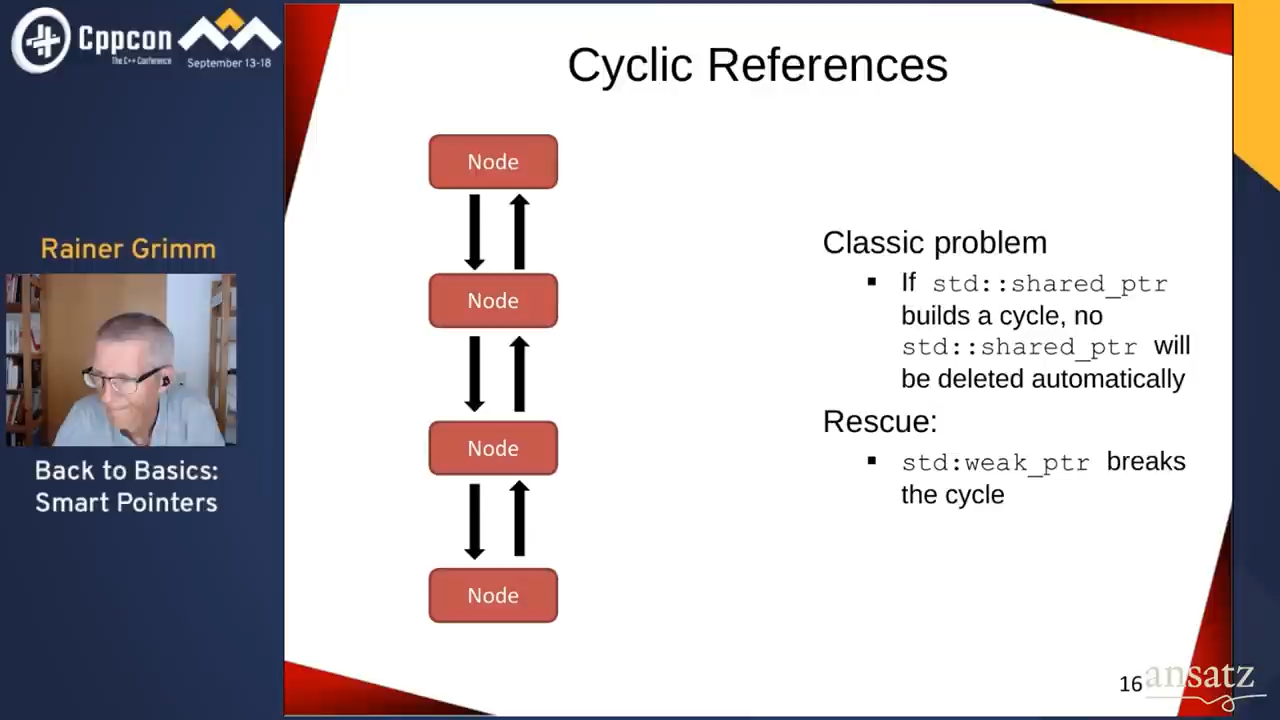 Cppcon
The C++ Conference
September 13-18
Cyclic References
Node
Node
Node
Node
Rainer Grimm
Back to Basics:
Smart Pointers
Classic problem
▪ If std::shared_ptr
builds a cycle, no
std::shared_ptr will
be deleted automatically
Rescue:
▪ std:weak_ptr breaks
the cycle
16
ansatz